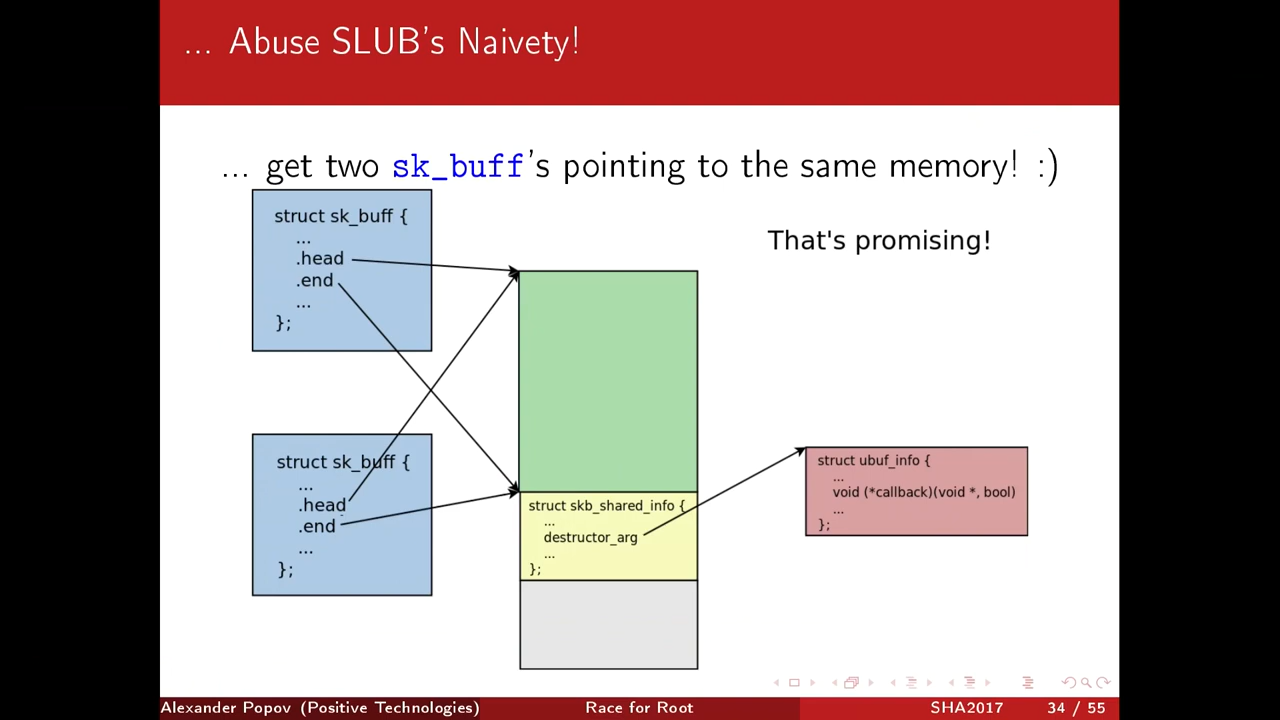 ... Abuse SLUB's Naivety!
... get two sk_buff's pointing to the same memory! :)
struct sk_buff {
...
.head
.end
...
};
That's promising!
struct sk_buff {
...
.head
.end
...
};
struct skb_shared_info {
...
destructor_arg
...
};
struct ubuf_info {
...
void (*callback)(void *, bool)
...
};
Alexander Popov (Positive Technologies) Race for Root SHA2017 34 / 55